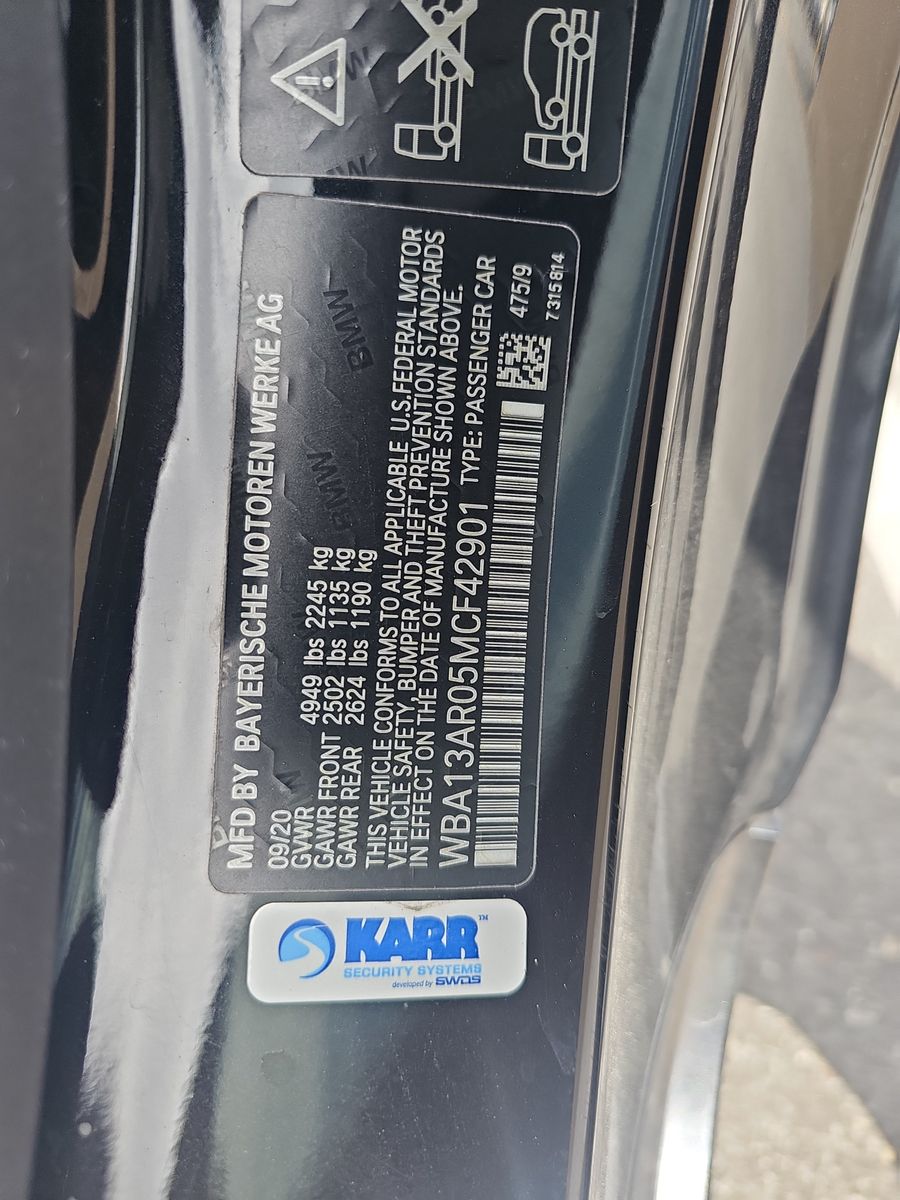 MFD BY BAYERISCHE MOTOREN WERKE AG
09/20
GVWR 4949 lbs 2245 kg
GAWR FRONT 2502 lbs 1135 kg
GAWR REAR 2624 lbs 1190 kg
THIS VEHICLE CONFORMS TO ALL APPLICABLE U.S.FEDERAL MOTOR
VEHICLE SAFETY, BUMPER AND THEFT PREVENTION STANDARDS
IN EFFECT ON THE DATE OF MANUFACTURE SHOWN ABOVE.
WBA13AR05MCF42901 TYPE: PASSENGER CAR
475/9
7 315 814
BMW
BMW
BMW
BMW
KARR™
SECURITY SYSTEMS
developed by SWDS